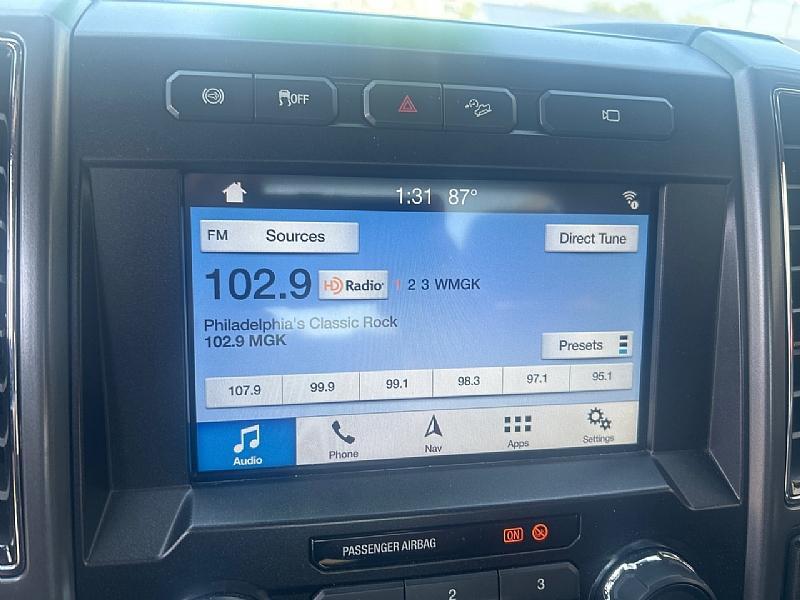 OFF
1:31 87°
FM Sources
Direct Tune
102.9 HD Radio 1 2 3 WMGK
Philadelphia's Classic Rock
102.9 MGK
Presets
107.9 99.9 99.1 98.3 97.1 95.1
Audio Phone Nav Apps Settings
PASSENGER AIRBAG ON
2 3